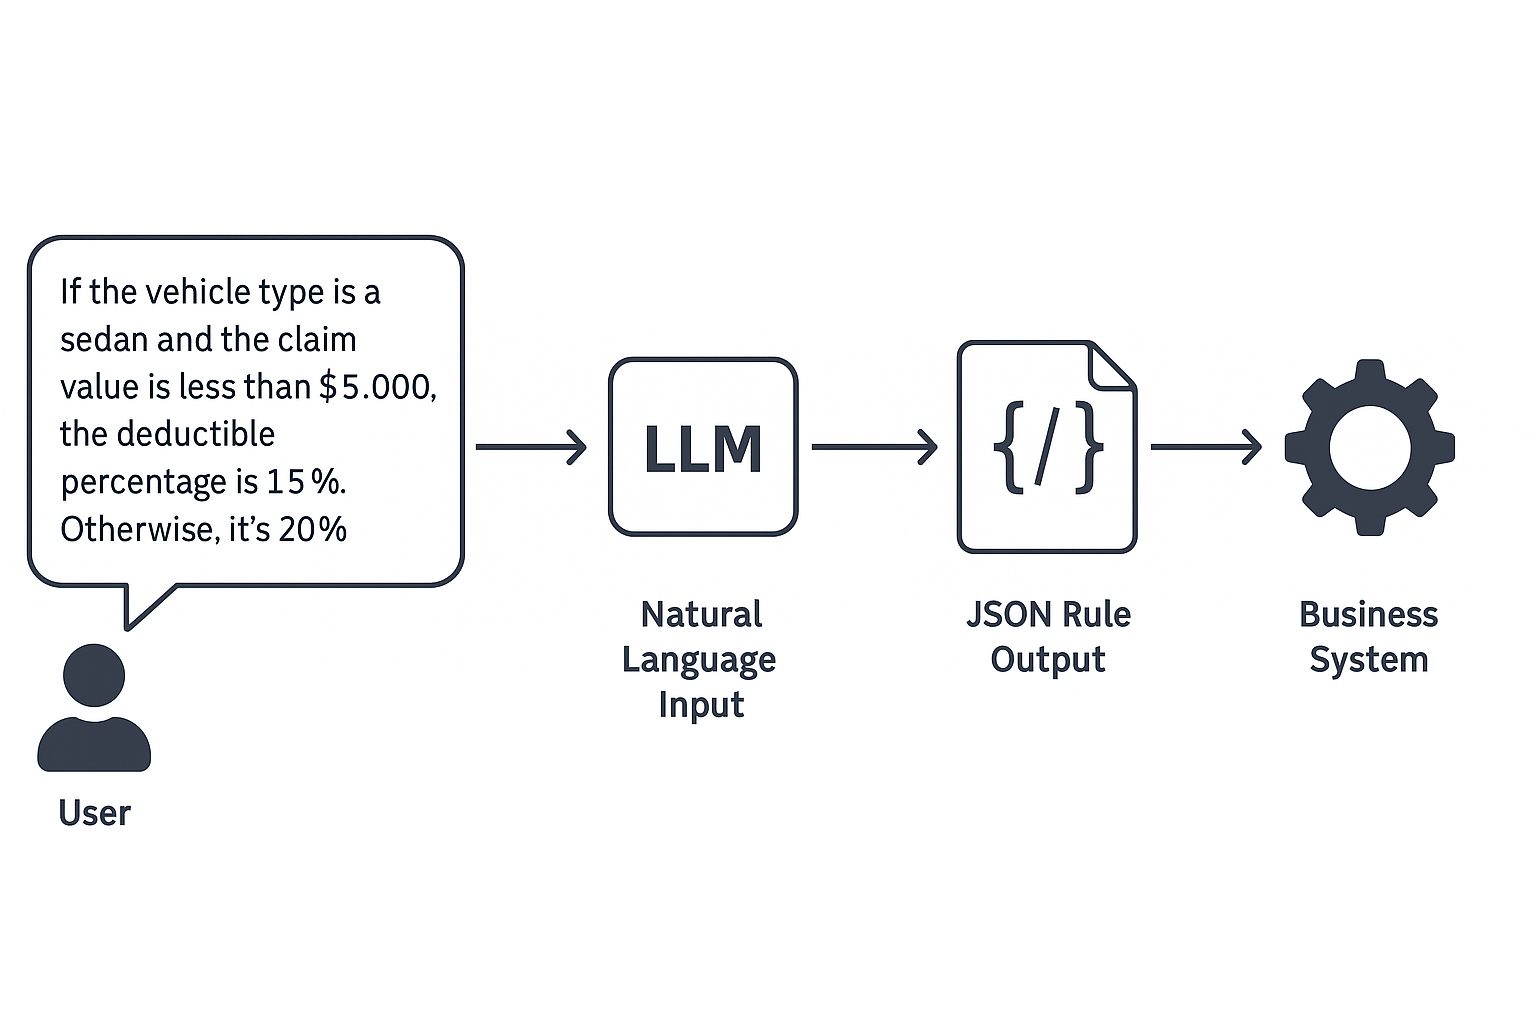 If the vehicle type is a
sedan and the claim
value is less than $5.000,
the deductible
percentage is 15%.
Otherwise, it’s 20%
User
LLM
Natural
Language
Input
{/}
JSON Rule
Output
Business
System